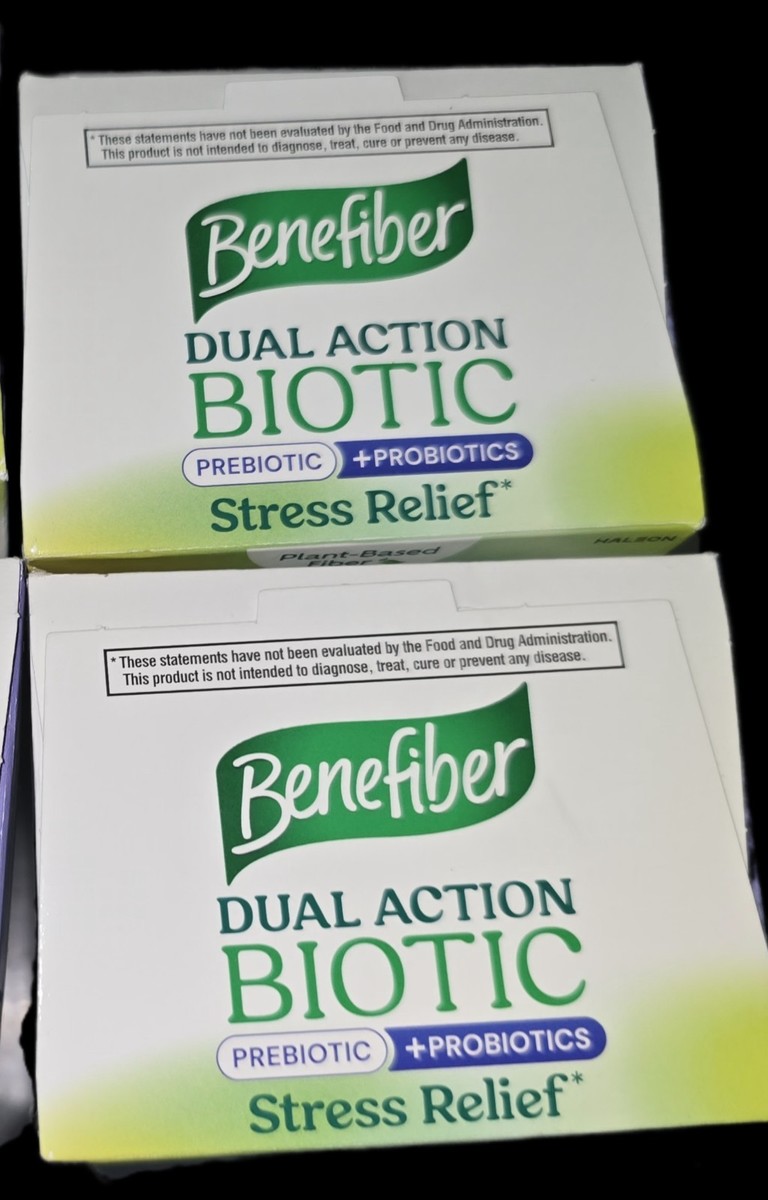 * These statements have not been evaluated by the Food and Drug Administration.
This product is not intended to diagnose, treat, cure or prevent any disease.
Benefiber
DUAL ACTION
BIOTIC
PREBIOTIC +PROBIOTICS
Stress Relief*
Plant-Based
Fiber
HALEON
* These statements have not been evaluated by the Food and Drug Administration.
This product is not intended to diagnose, treat, cure or prevent any disease.
Benefiber
DUAL ACTION
BIOTIC
PREBIOTIC +PROBIOTICS
Stress Relief*